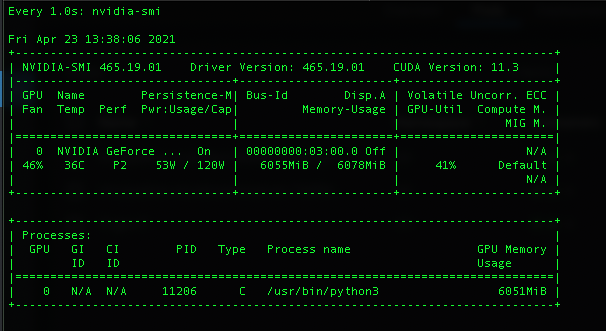 Every 1.0s: nvidia-smi
Fri Apr 23 13:38:06 2021
+-----------------------------------------------------------------------------+
| NVIDIA-SMI 465.19.01    Driver Version: 465.19.01    CUDA Version: 11.3     |
|-------------------------------+----------------------+----------------------+
| GPU  Name        Persistence-M| Bus-Id        Disp.A | Volatile Uncorr. ECC |
| Fan  Temp  Perf  Pwr:Usage/Cap|         Memory-Usage | GPU-Util  Compute M. |
|                               |                      |               MIG M. |
|===============================+======================+======================|
|   0  NVIDIA GeForce ...  On   | 00000000:03:00.0 Off |                  N/A |
| 46%   36C    P2    53W / 120W |   6055MiB /  6078MiB |     41%      Default |
|                               |                      |                  N/A |
+-------------------------------+----------------------+----------------------+
+-----------------------------------------------------------------------------+
| Processes:                                                                  |
|  GPU   GI   CI        PID   Type   Process name                  GPU Memory |
|        ID   ID                                                   Usage      |
|=============================================================================|
|    0   N/A  N/A     11206      C   /usr/bin/python3                 6051MiB |
+-----------------------------------------------------------------------------+